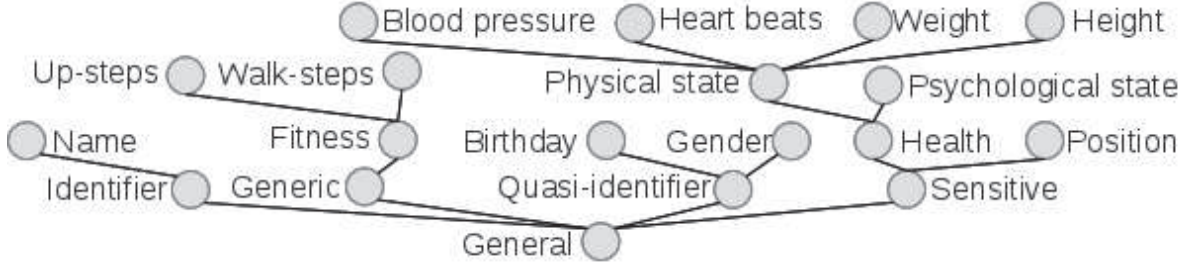 Blood pressure Heart beats Weight Height
Up-steps Walk-steps Physical state Psychological state
Name Fitness Birthday Gender Health Position
Identifier Generic Quasi-identifier Sensitive
General